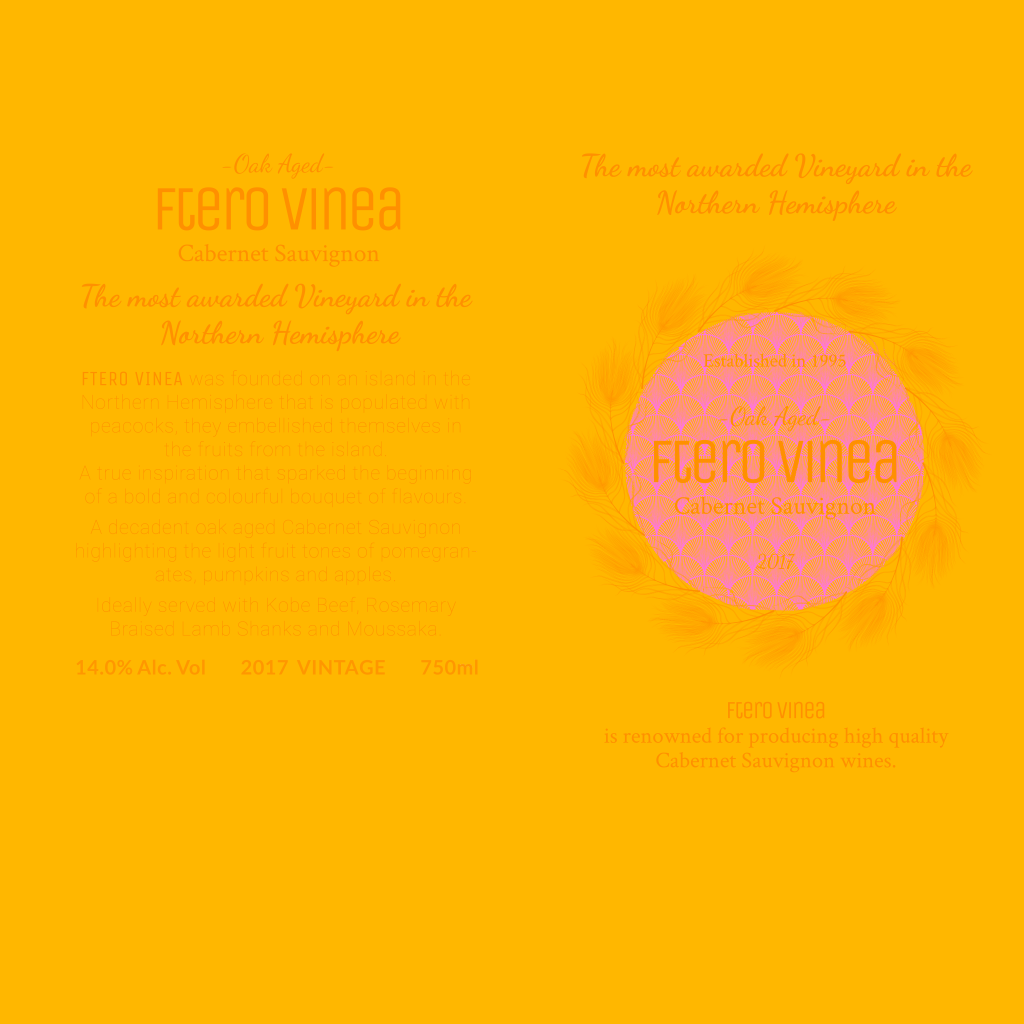 -Oak Aged-
Ftero Vinea
Cabernet Sauvignon
The most awarded Vineyard in the
Northern Hemisphere
FTERO VINEA was founded on an island in the
Northern Hemisphere that is populated with
peacocks, they embellished themselves in
the fruits from the island.
A true inspiration that sparked the beginning
of a bold and colourful bouquet of flavours.
A decadent oak aged Cabernet Sauvignon
highlighting the light fruit tones of pomegran-
ates, pumpkins and apples.
Ideally served with Kobe Beef, Rosemary
Braised Lamb Shanks and Moussaka.
14.0% Alc. Vol 2017 VINTAGE 750ml
The most awarded Vineyard in the
Northern Hemisphere
Established in 1995
-Oak Aged-
Ftero Vinea
Cabernet Sauvignon
2017
Ftero Vinea
is renowned for producing high quality
Cabernet Sauvignon wines.